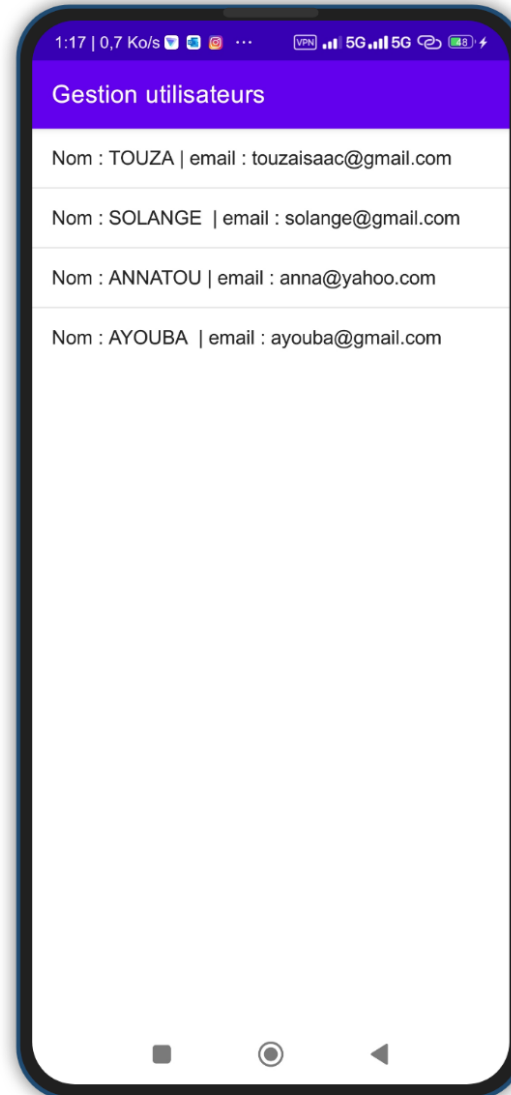 1:17 | 0,7 Ko/s ... VPN 5G 5G 48
Gestion utilisateurs
Nom : TOUZA | email : touzaisaac@gmail.com
Nom : SOLANGE  | email : solange@gmail.com
Nom : ANNATOU | email : anna@yahoo.com
Nom : AYOUBA  | email : ayouba@gmail.com